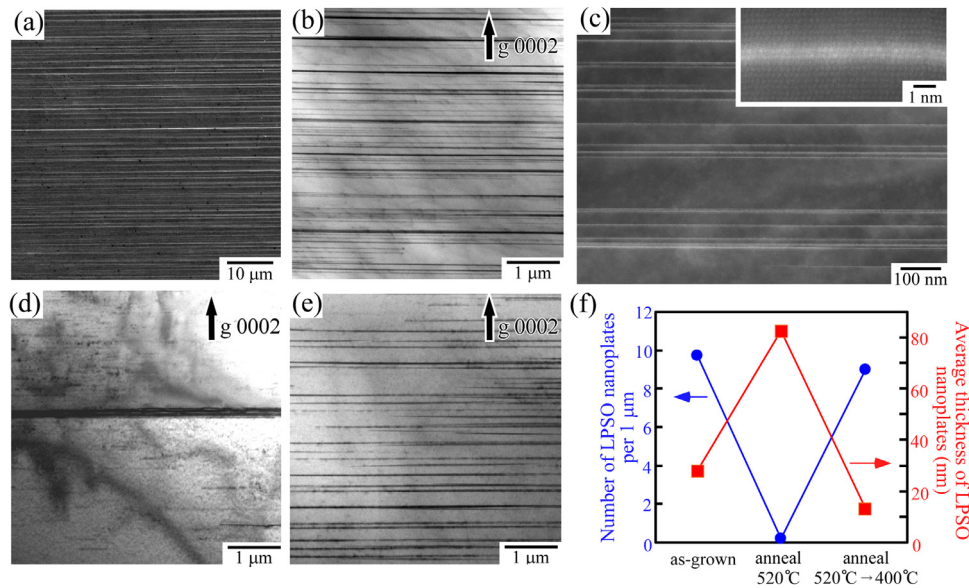 (a)
10 μm
(b)
g 0002
1 μm
(c)
1 nm
100 nm
(d)
g 0002
1 μm
(e)
g 0002
1 μm
(f)
Number of LPSO nanoplates
per 1 μm
12
10
8
6
4
2
0
80
60
40
20
0
Average thickness of LPSO
nanoplates (nm)
as-grown
anneal
520℃
anneal
520℃→400℃